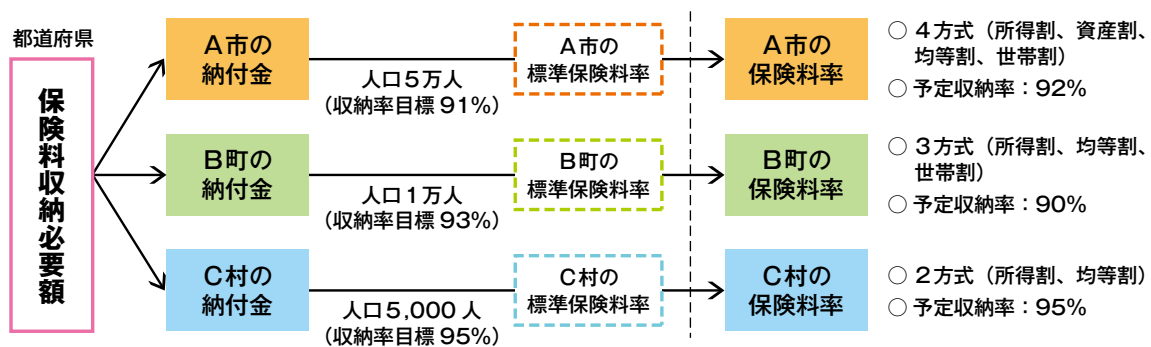 都道府県
保険料収納必要額
A市の
納付金
人口5万人
(収納率目標 91%)
A市の
標準保険料率
A市の
保険料率
○ 4方式（所得割、資産割、
均等割、世帯割）
○ 予定収納率：92%
B町の
納付金
人口1万人
(収納率目標 93%)
B町の
標準保険料率
B町の
保険料率
○ 3方式（所得割、均等割、
世帯割）
○ 予定収納率：90%
C村の
納付金
人口5,000 人
(収納率目標 95%)
C村の
標準保険料率
C村の
保険料率
○ 2方式（所得割、均等割）
○ 予定収納率：95%